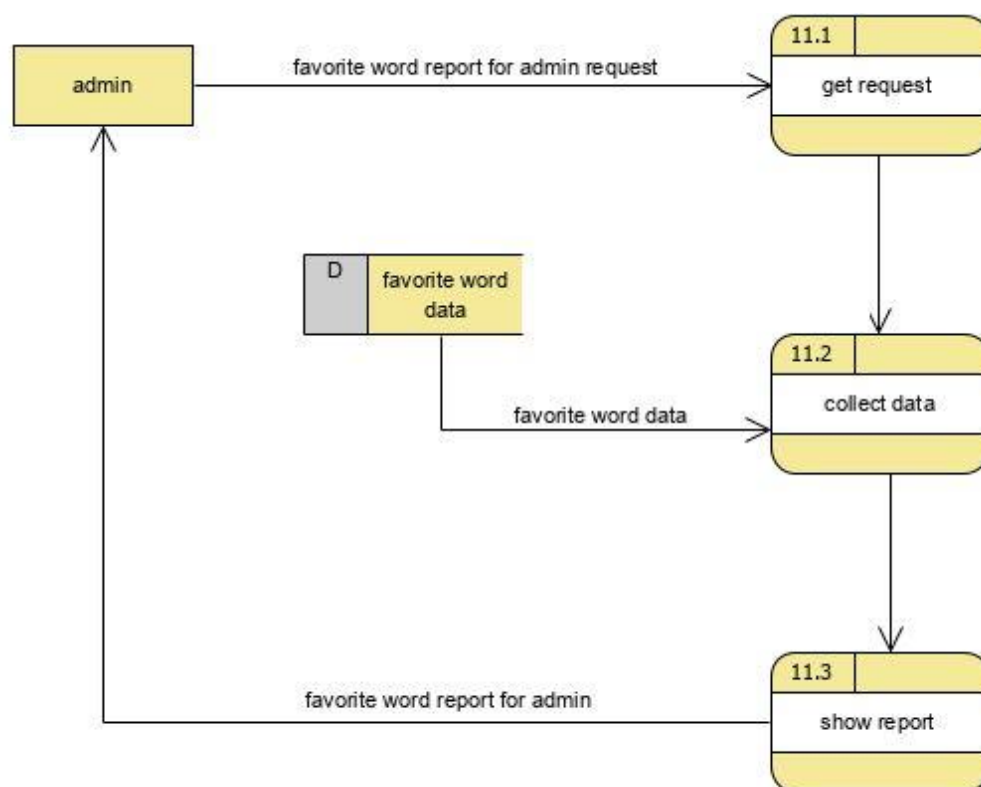 11.1
favorite word report for admin request
admin
get request
D
favorite word
data
11.2
collect data
favorite word data
11.3
favorite word report for admin
show report